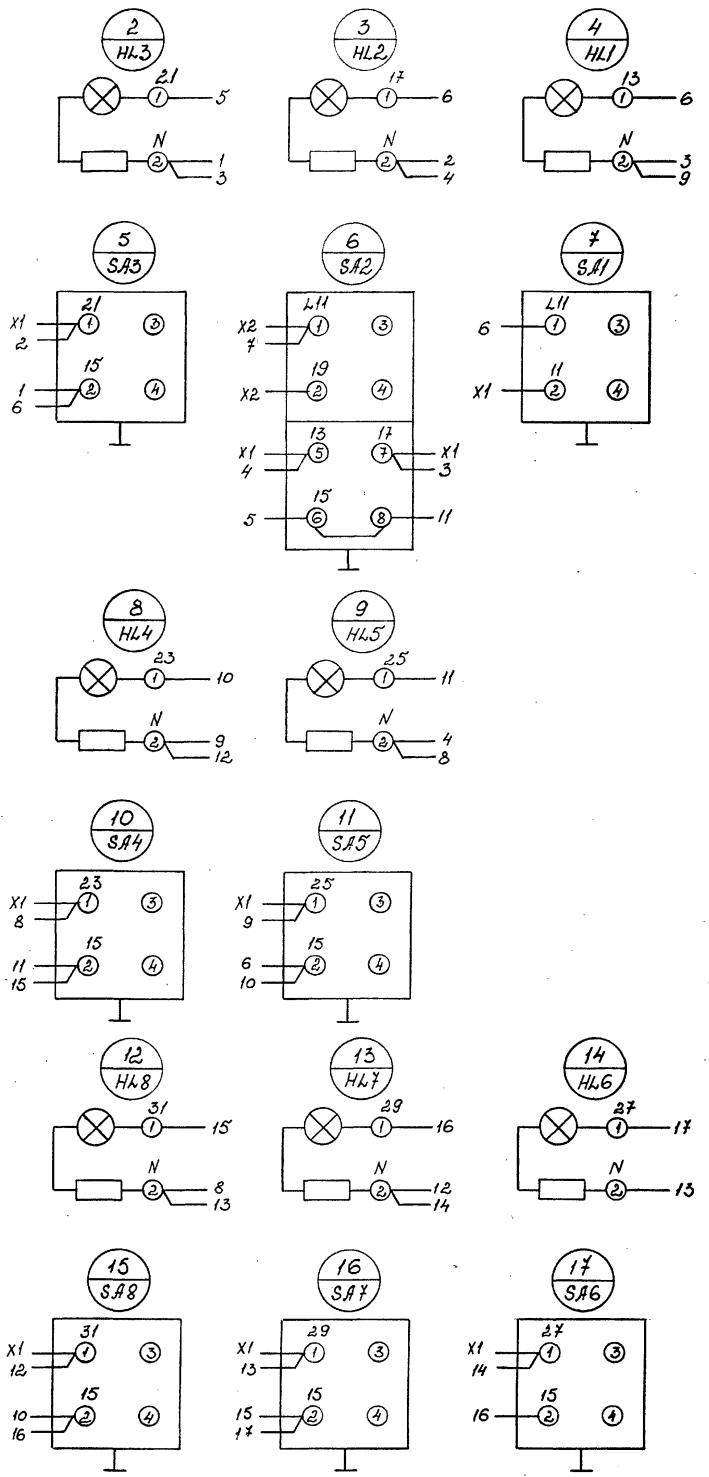 2 3 4
HL3 HL2 HL1
21 17 13
1 5 1 6 1 6
N N N
2 1 2 2 2 3
3 4 9
5 6 7
SA3 SA2 SA1
21 L11 L11
X1 1 3 X2 1 3 6 1 3
2 7
15 19 11
1 2 4 X2 2 4 X1 2 4
6
13 17
X1 5 7 X1
4 3
15
5 6 8 11
8 9
HL4 HL5
23 25
1 10 1 11
N N
2 9 2 4
12 8
10 11
SA4 SA5
23 25
X1 1 3 X1 1 3
8 9
15 15
11 2 4 6 2 4
15 10
12 13 14
HL8 HL7 HL6
31 29 27
1 15 1 16 1 17
N N N
2 8 2 12 2 13
13 14
15 16 17
SA8 SA7 SA6
31 29 27
X1 1 3 X1 1 3 X1 1 3
12 13 14
15 15 15
10 2 4 15 2 4 16 2 4
16 17